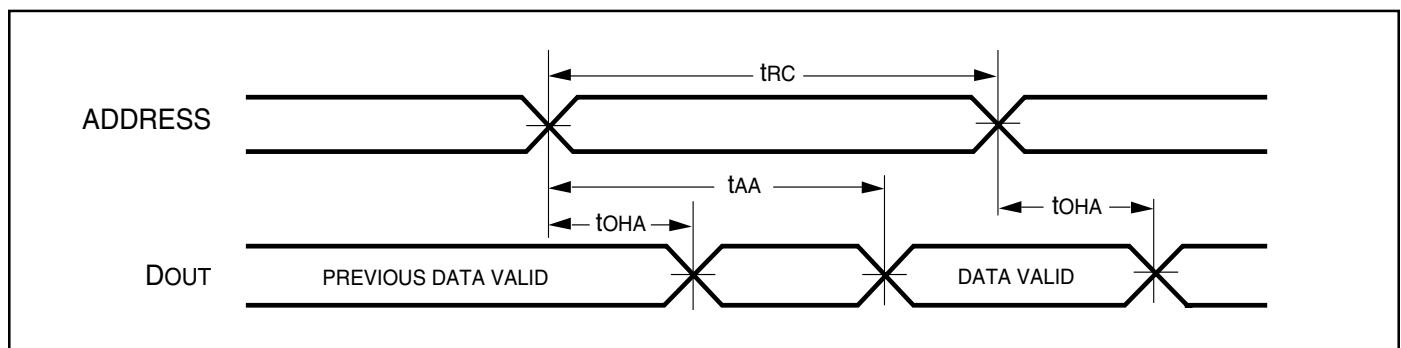 tRC
ADDRESS
tAA
tOHA
tOHA
DOUT
PREVIOUS DATA VALID
DATA VALID